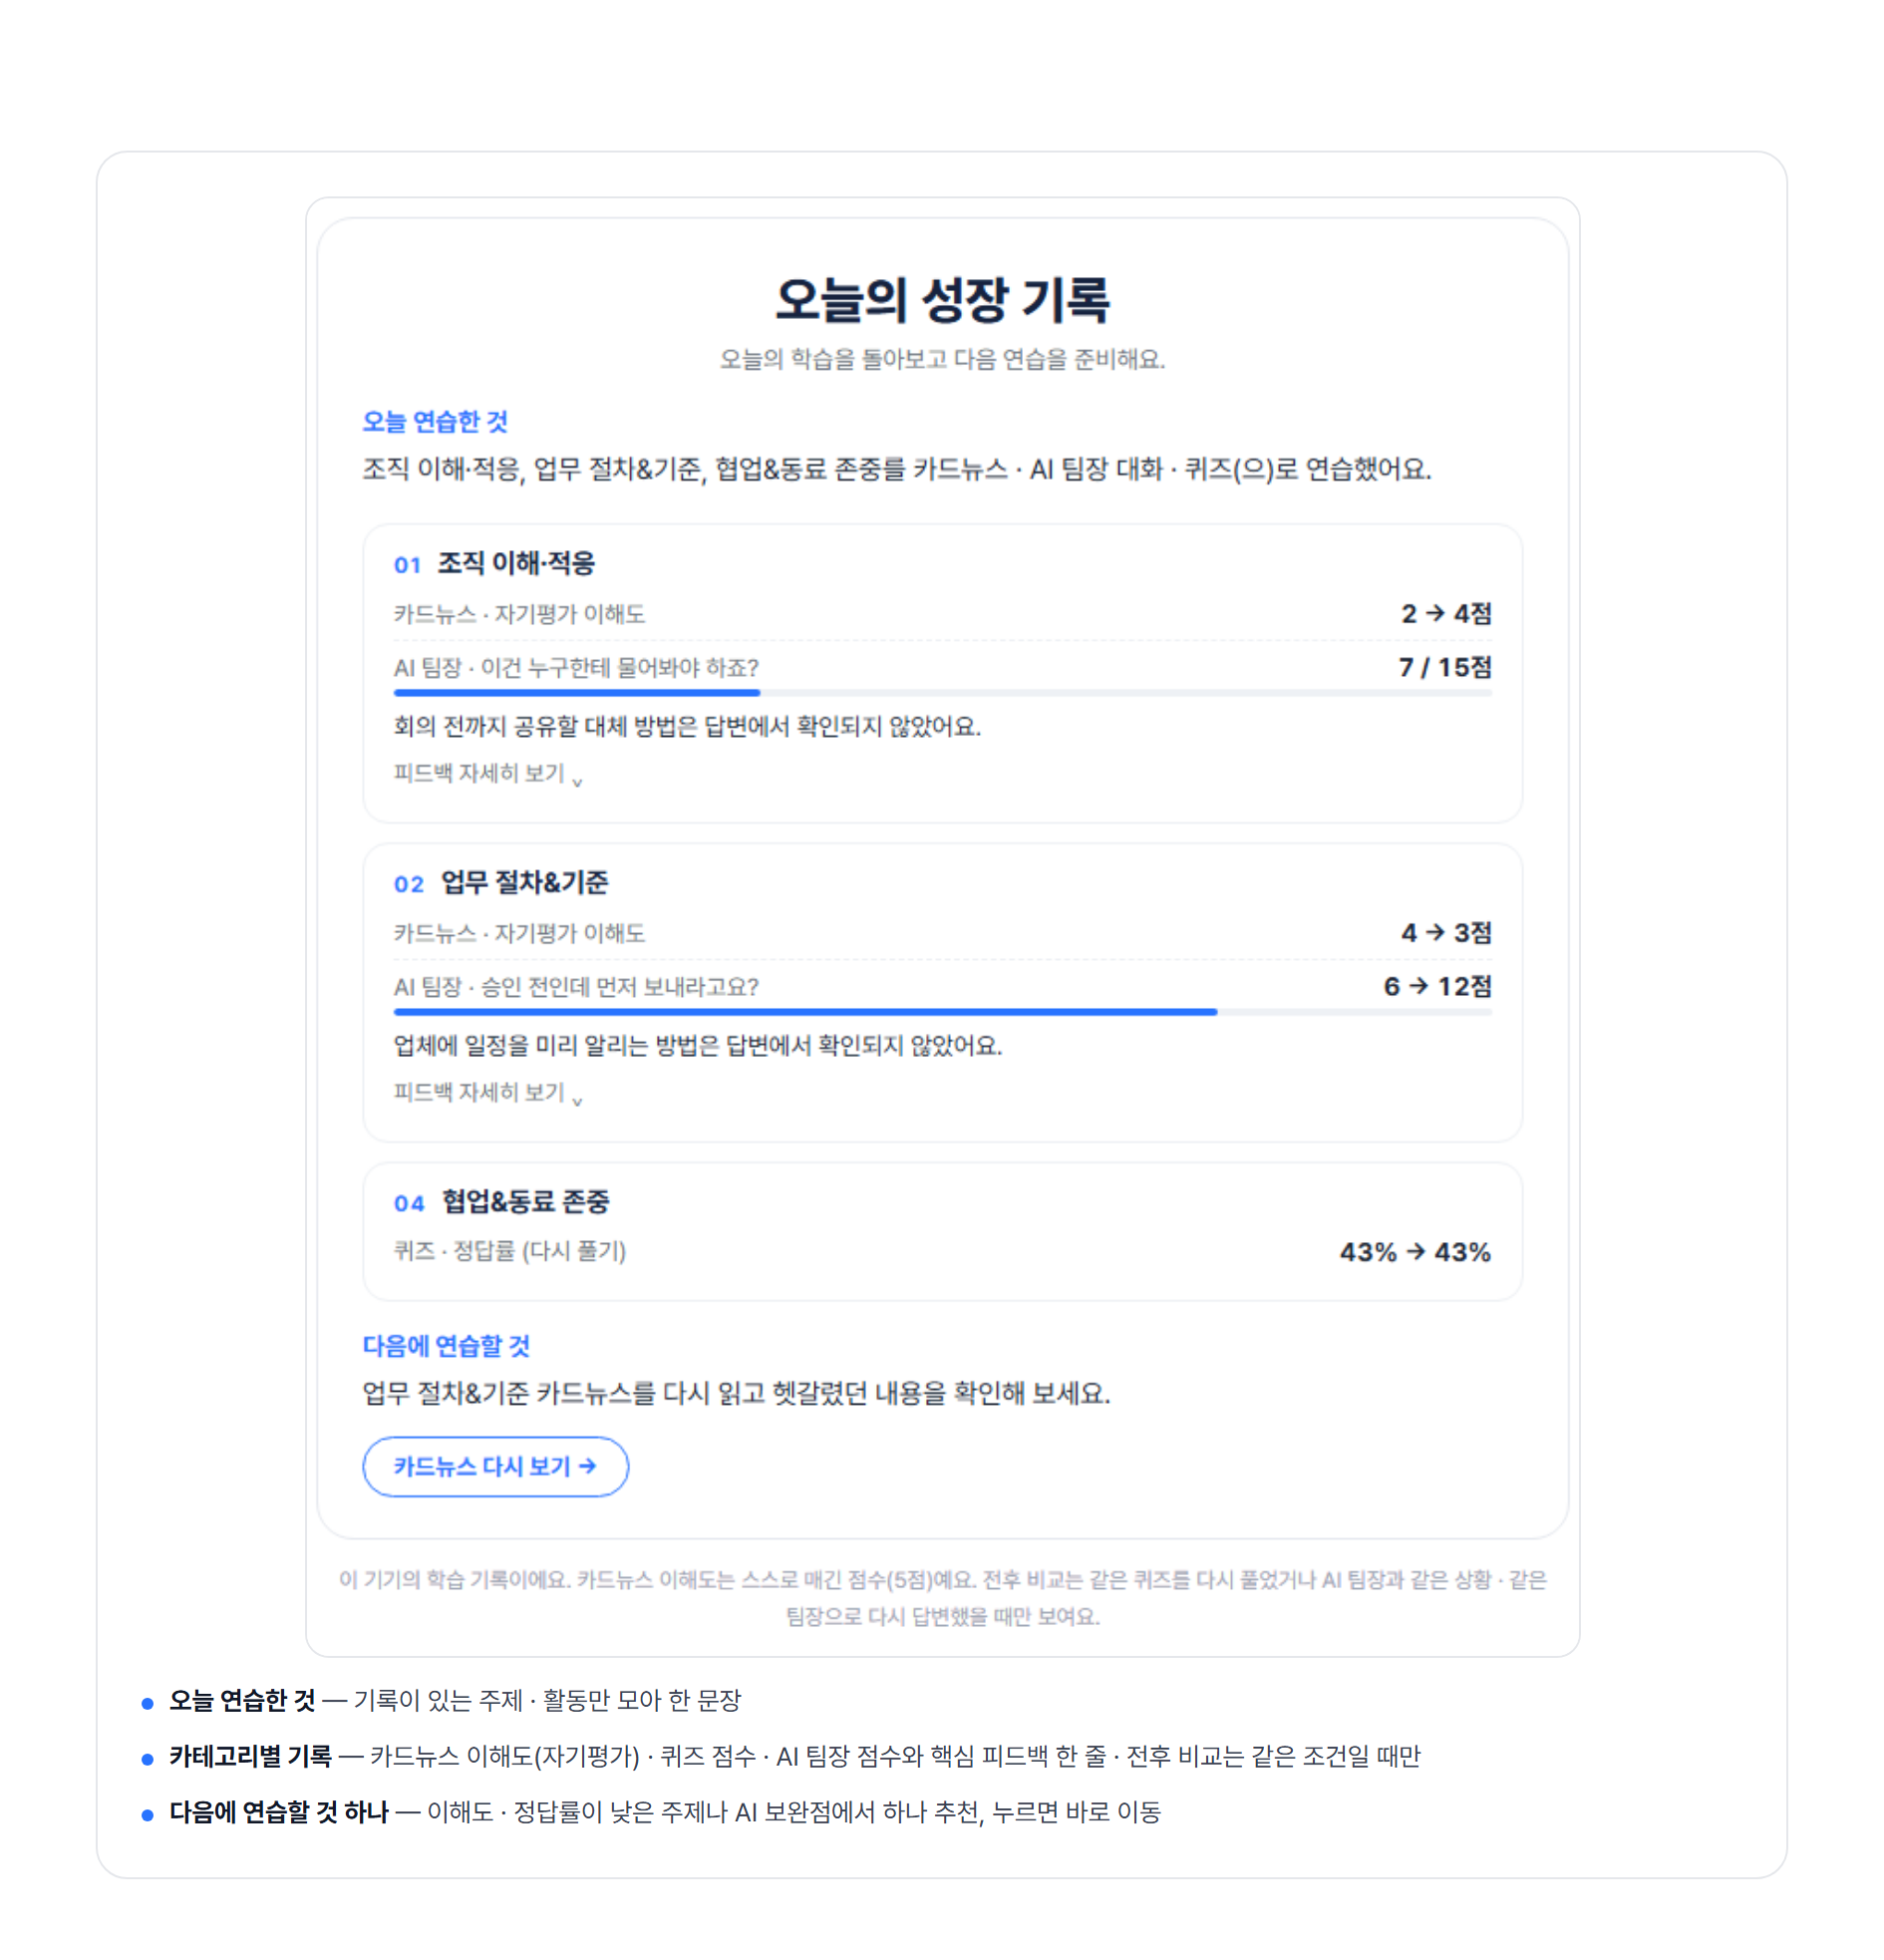 오늘의 성장 기록
오늘의 학습을 돌아보고 다음 연습을 준비해요.
오늘 연습한 것
조직 이해·적응, 업무 절차&기준, 협업&동료 존중를 카드뉴스 · AI 팀장 대화 · 퀴즈(으)로 연습했어요.
01 조직 이해·적응
카드뉴스 · 자기평가 이해도 2 → 4점
AI 팀장 · 이건 누구한테 물어봐야 하죠? 7 / 15점
회의 전까지 공유할 대체 방법은 답변에서 확인되지 않았어요.
피드백 자세히 보기 ⌄
02 업무 절차&기준
카드뉴스 · 자기평가 이해도 4 → 3점
AI 팀장 · 승인 전인데 먼저 보내라고요? 6 → 12점
업체에 일정을 미리 알리는 방법은 답변에서 확인되지 않았어요.
피드백 자세히 보기 ⌄
04 협업&동료 존중
퀴즈 · 정답률 (다시 풀기) 43% → 43%
다음에 연습할 것
업무 절차&기준 카드뉴스를 다시 읽고 헷갈렸던 내용을 확인해 보세요.
카드뉴스 다시 보기 →
이 기기의 학습 기록이에요. 카드뉴스 이해도는 스스로 매긴 점수(5점)예요. 전후 비교는 같은 퀴즈를 다시 풀었거나 AI 팀장과 같은 상황 · 같은
팀장으로 다시 답변했을 때만 보여요.
● 오늘 연습한 것 — 기록이 있는 주제 · 활동만 모아 한 문장
● 카테고리별 기록 — 카드뉴스 이해도(자기평가) · 퀴즈 점수 · AI 팀장 점수와 핵심 피드백 한 줄 · 전후 비교는 같은 조건일 때만
● 다음에 연습할 것 하나 — 이해도 · 정답률이 낮은 주제나 AI 보완점에서 하나 추천, 누르면 바로 이동